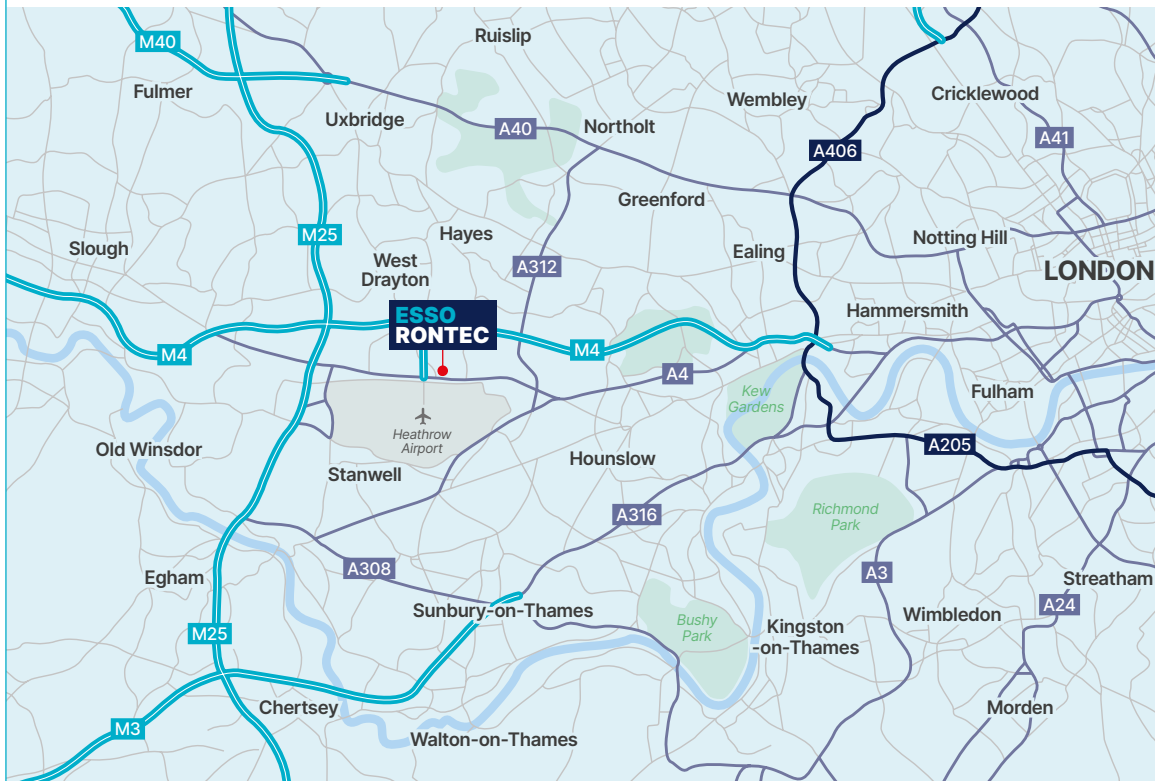 Ruislip
M40
Fulmer
Wembley
Cricklewood
Uxbridge
A40
Northolt
A41
A406
Greenford
M25
Hayes
Slough
Notting Hill
Ealing
West
Drayton
A312
LONDON
ESSO
RONTEC
Hammersmith
M4
M4
A4
Kew
Gardens
Fulham
Heathrow
Airport
Old Winsdor
A205
Hounslow
Stanwell
Richmond
Park
A316
A308
A3
Egham
Streatham
Sunbury-on-Thames
A24
Wimbledon
Bushy
Park
Kingston
-on-Thames
M25
Chertsey
Morden
M3
Walton-on-Thames